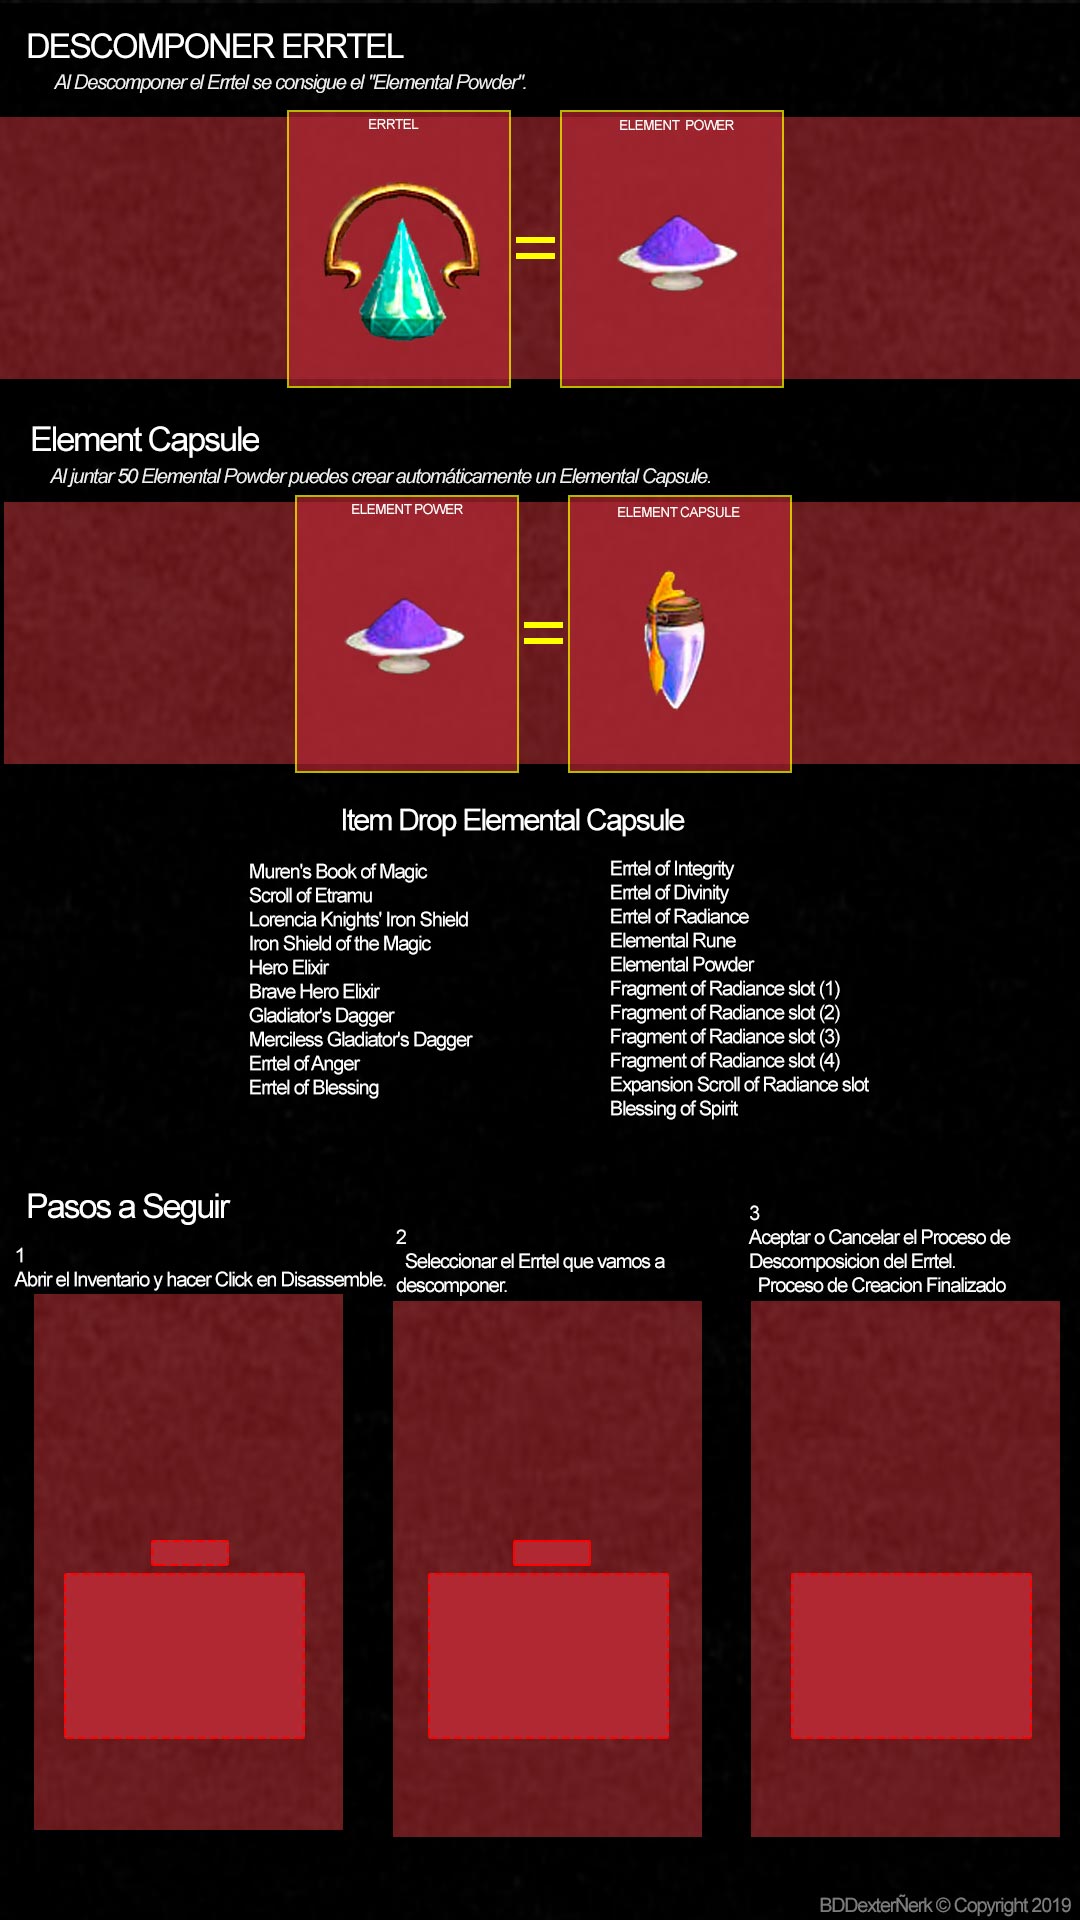 DESCOMPONER ERRTEL
Al Descomponer el Errtel se consigue el "Elemental Powder".
ERRTEL
ELEMENT POWER
Element Capsule
Al juntar 50 Elemental Powder puedes crear automáticamente un Elemental Capsule.
ELEMENT POWER
ELEMENT CAPSULE
Item Drop Elemental Capsule
Muren's Book of Magic
Scroll of Etramu
Lorencia Knights' Iron Shield
Iron Shield of the Magic
Hero Elixir
Brave Hero Elixir
Gladiator's Dagger
Merciless Gladiator's Dagger
Errtel of Anger
Errtel of Blessing
Errtel of Integrity
Errtel of Divinity
Errtel of Radiance
Elemental Rune
Elemental Powder
Fragment of Radiance slot (1)
Fragment of Radiance slot (2)
Fragment of Radiance slot (3)
Fragment of Radiance slot (4)
Expansion Scroll of Radiance slot
Blessing of Spirit
Pasos a Seguir
1
Abrir el Inventario y hacer Click en Disassemble.
2
Seleccionar el Errtel que vamos a
descomponer.
3
Aceptar o Cancelar el Proceso de
Descomposicion del Errtel.
Proceso de Creacion Finalizado
BDDexterÑerk © Copyright 2019